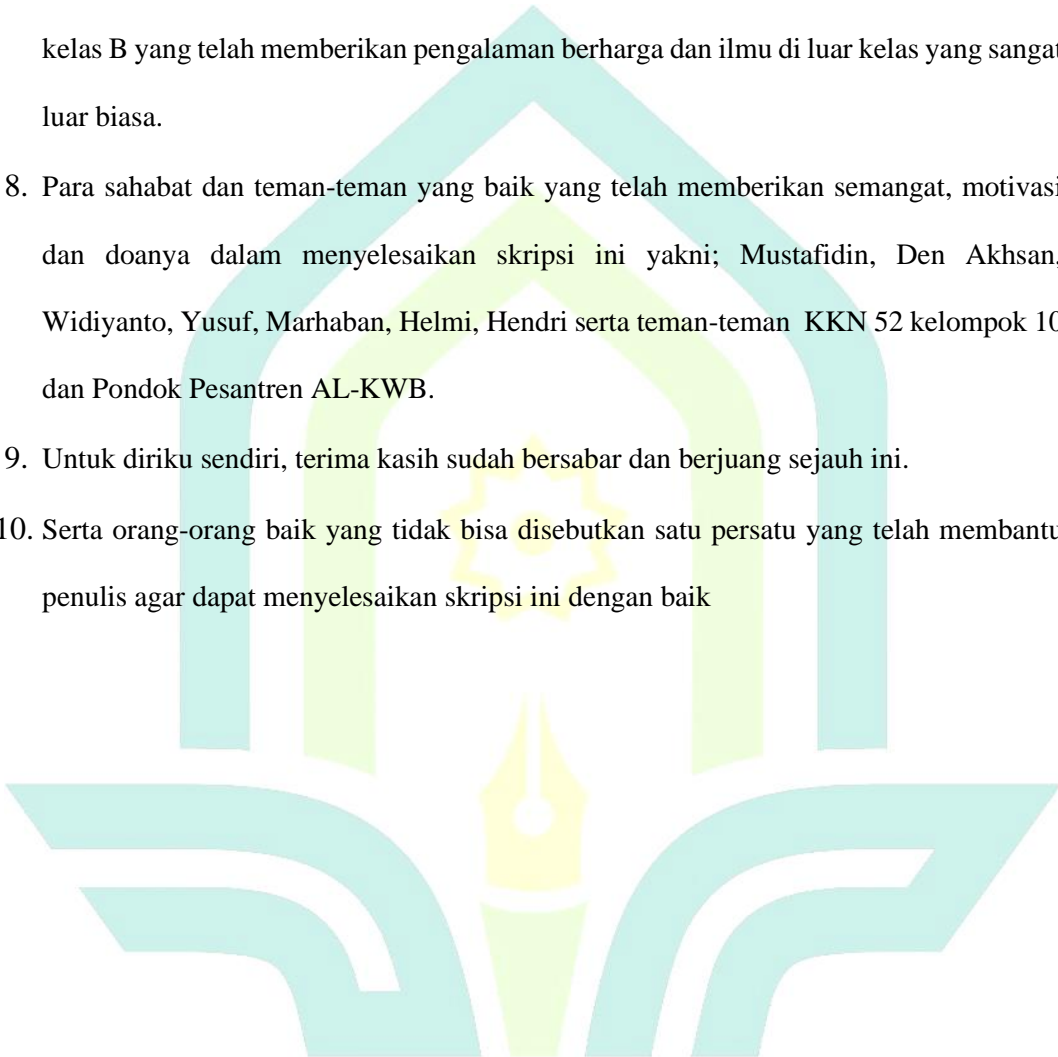 kelas B yang telah memberikan pengalaman berharga dan ilmu di luar kelas yang sangat
luar biasa.
8. Para sahabat dan teman-teman yang baik yang telah memberikan semangat, motivasi
dan doanya dalam menyelesaikan skripsi ini yakni; Mustafidin, Den Akhsan,
Widiyanto, Yusuf, Marhaban, Helmi, Hendri serta teman-teman KKN 52 kelompok 10
dan Pondok Pesantren AL-KWB.
9. Untuk diriku sendiri, terima kasih sudah bersabar dan berjuang sejauh ini.
10. Serta orang-orang baik yang tidak bisa disebutkan satu persatu yang telah membantu
penulis agar dapat menyelesaikan skripsi ini dengan baik